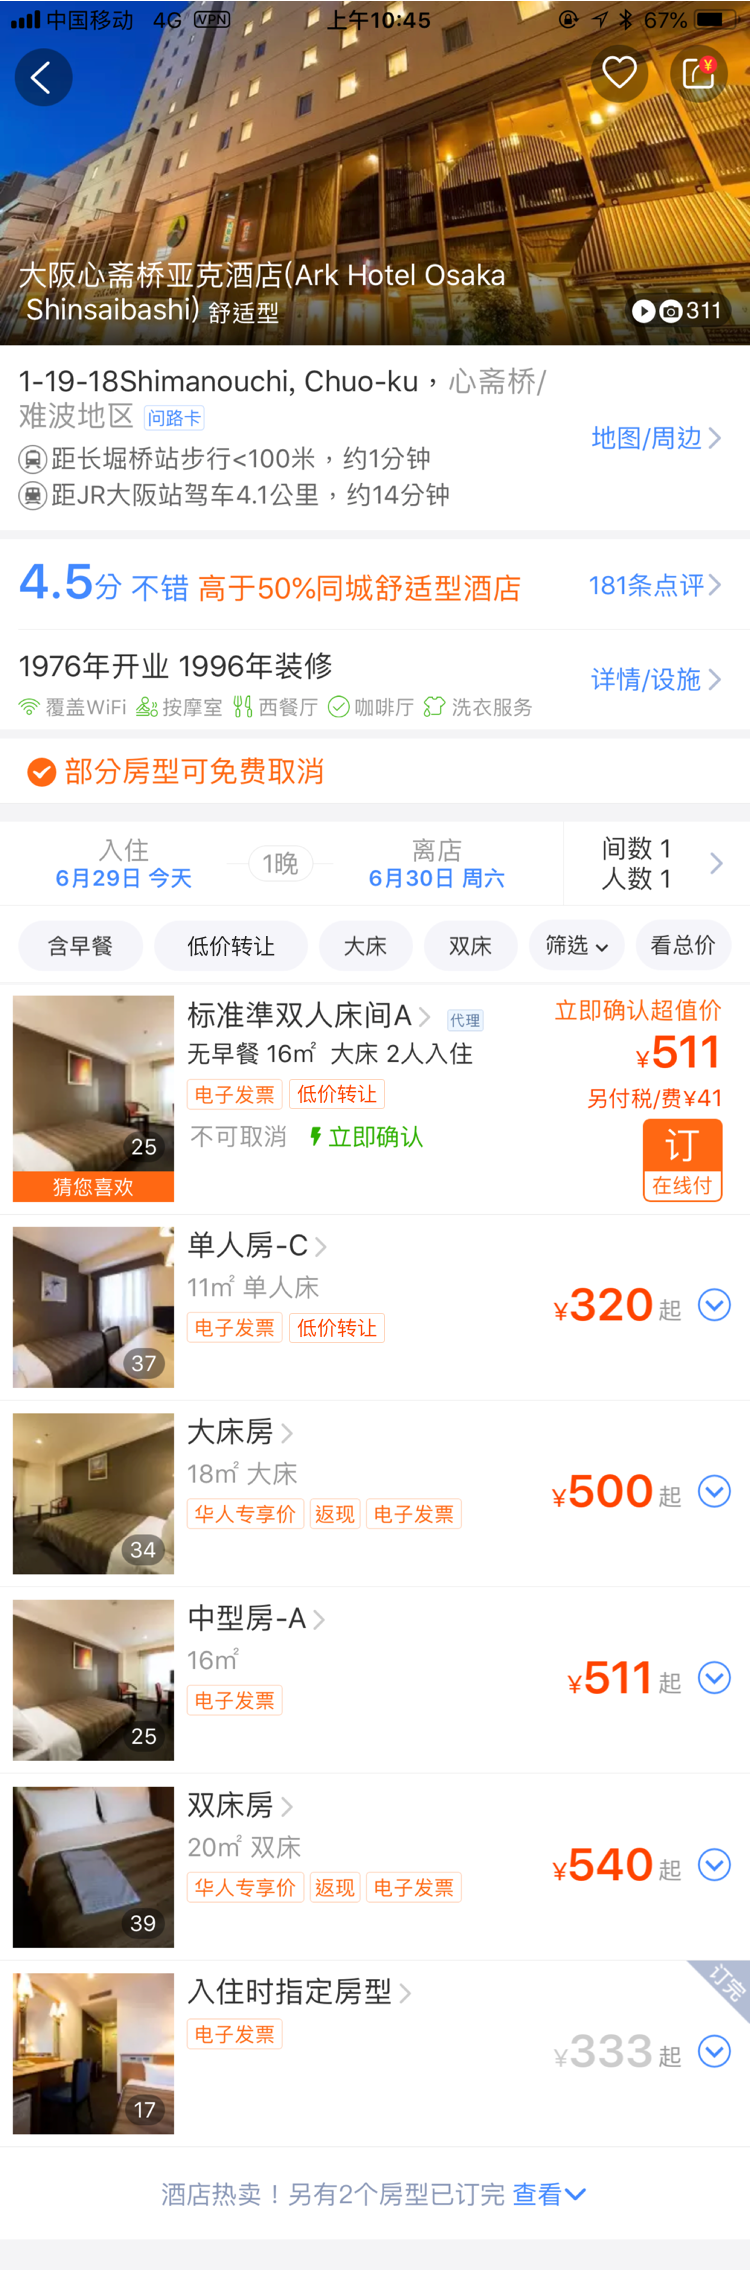 中国移动 4G VPN 上午10:45 67%
¥
大阪心斋桥亚克酒店(Ark Hotel Osaka
Shinsaibashi) 舒适型
311
1-19-18Shimanouchi, Chuo-ku，心斋桥/
难波地区 问路卡
地图/周边
距长堀桥站步行<100米，约1分钟
距JR大阪站驾车4.1公里，约14分钟
4.5分 不错 高于50%同城舒适型酒店 181条点评
1976年开业 1996年装修
详情/设施
覆盖WiFi 按摩室 西餐厅 咖啡厅 洗衣服务
部分房型可免费取消
入住 1晚 离店 间数 1
6月29日 今天 6月30日 周六 人数 1
含早餐 低价转让 大床 双床 筛选 看总价
标准準双人床间A 代理 立即确认超值价
无早餐 16㎡ 大床 2人入住 ¥511
电子发票 低价转让 另付税/费¥41
不可取消 立即确认 订
25
猜您喜欢 在线付
单人房-C
11㎡ 单人床 ¥320起
电子发票 低价转让
37
大床房
18㎡ 大床 ¥500起
华人专享价 返现 电子发票
34
中型房-A
16㎡ ¥511起
电子发票
25
双床房
20㎡ 双床 ¥540起
华人专享价 返现 电子发票
39
入住时指定房型 订完
电子发票 ¥333起
17
酒店热卖！另有2个房型已订完 查看